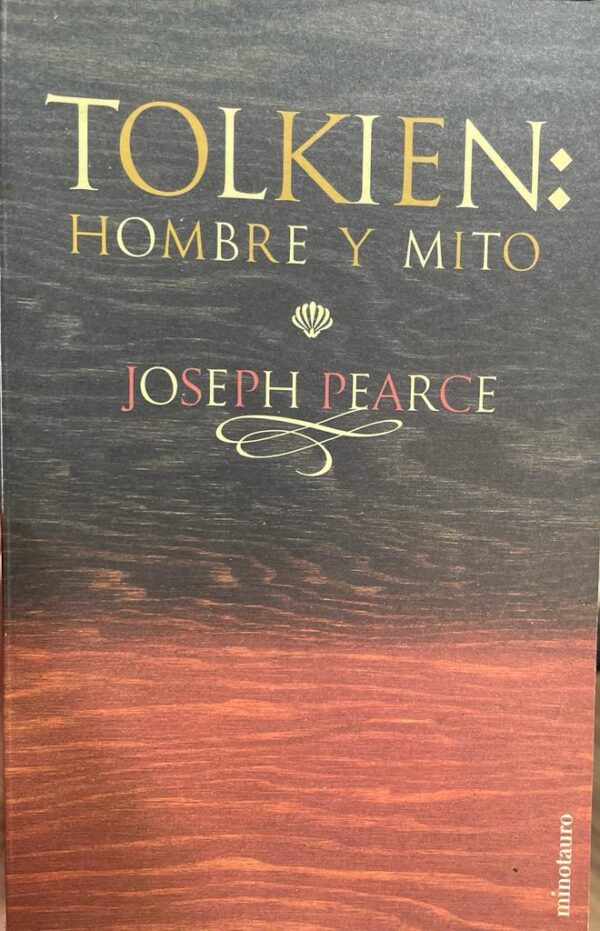 TOLKIEN:
HOMBRE Y MITO
JOSEPH PEARCE
minotauro